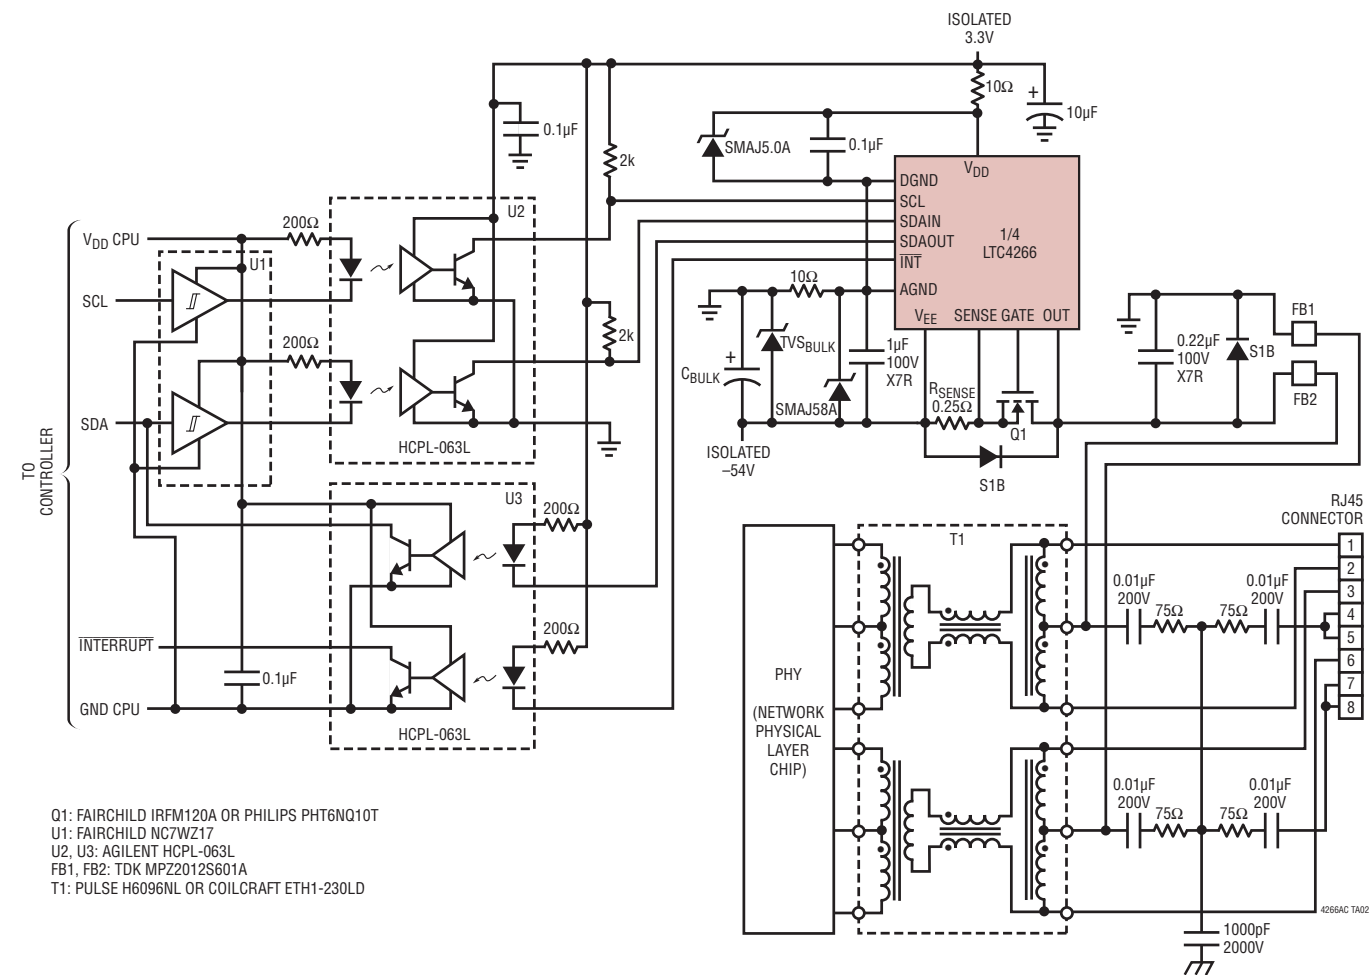 ISOLATED
3.3V
10Ω
+
10µF
0.1µF
SMAJ5.0A
0.1µF
2k
VDD
DGND
SCL
SDAIN
SDAOUT
INT
AGND
1/4
LTC4266
VEE
SENSE
GATE
OUT
U2
200Ω
VDD CPU
U1
SCL
200Ω
SDA
HCPL-063L
2k
10Ω
TVSBULK
+
CBULK
SMAJ58A
1µF
100V
X7R
RSENSE
0.25Ω
Q1
S1B
ISOLATED
–54V
0.22µF
100V
X7R
S1B
FB1
FB2
TO
CONTROLLER
U3
200Ω
200Ω
INTERRUPT
0.1µF
GND CPU
HCPL-063L
T1
RJ45
CONNECTOR
1
2
3
4
5
6
7
8
0.01µF
200V
75Ω
75Ω
0.01µF
200V
PHY
(NETWORK
PHYSICAL
LAYER
CHIP)
0.01µF
200V
75Ω
75Ω
0.01µF
200V
1000pF
2000V
Q1: FAIRCHILD IRFM120A OR PHILIPS PHT6NQ10T
U1: FAIRCHILD NC7WZ17
U2, U3: AGILENT HCPL-063L
FB1, FB2: TDK MPZ2012S601A
T1: PULSE H6096NL OR COILCRAFT ETH1-230LD
4266AC TA02